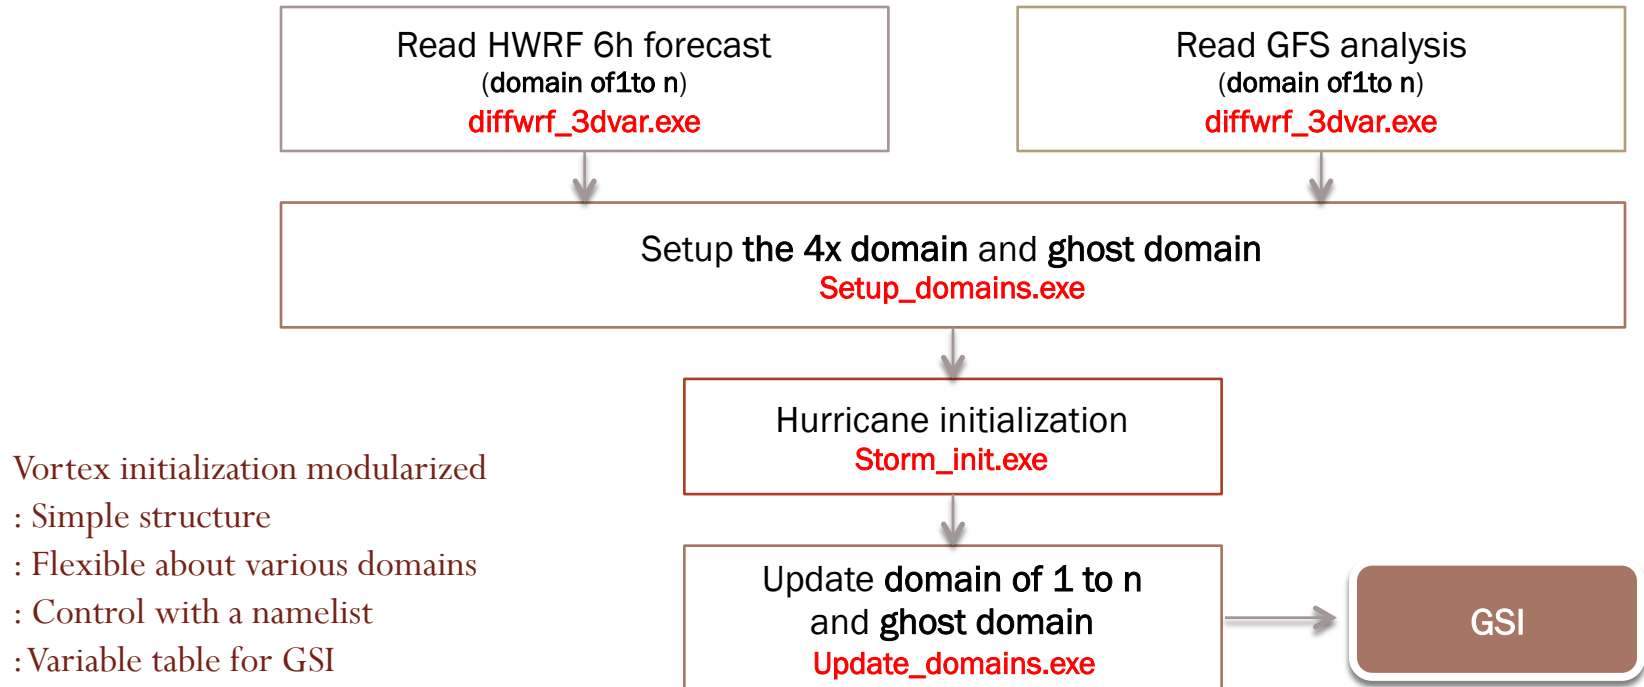 Read HWRF 6h forecast
(domain of1to n)
diffwrf_3dvar.exe
Read GFS analysis
(domain of1to n)
diffwrf_3dvar.exe
Setup the 4x domain and ghost domain
Setup_domains.exe
Hurricane initialization
Storm_init.exe
Vortex initialization modularized
: Simple structure
: Flexible about various domains
: Control with a namelist
: Variable table for GSI
Update domain of 1 to n
and ghost domain
Update_domains.exe
GSI